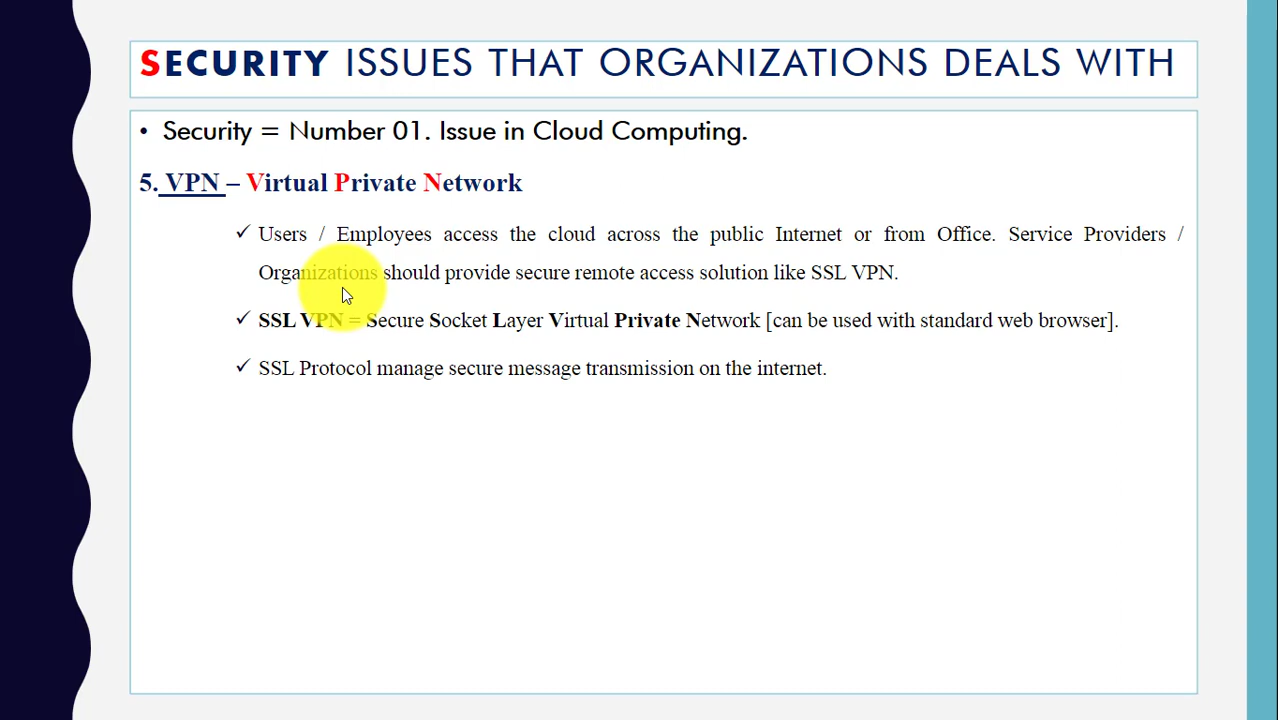 SECURITY ISSUES THAT ORGANIZATIONS DEALS WITH
• Security = Number 01. Issue in Cloud Computing.
5. VPN – Virtual Private Network
✓ Users / Employees access the cloud across the public Internet or from Office. Service Providers /
Organizations should provide secure remote access solution like SSL VPN.
✓ SSL VPN = Secure Socket Layer Virtual Private Network [can be used with standard web browser].
✓ SSL Protocol manage secure message transmission on the internet.